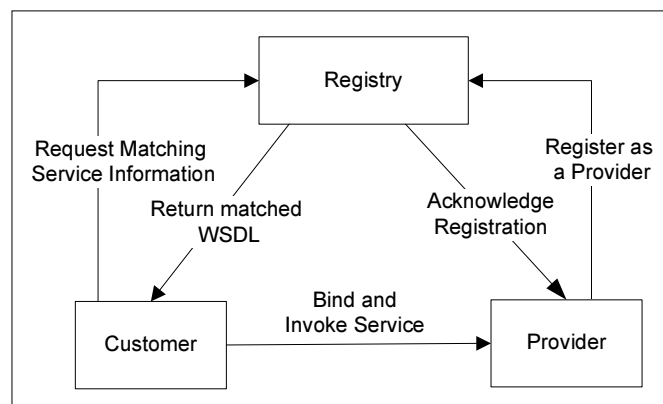 Registry
Request Matching
Service Information
Register as
a Provider
Return matched
WSDL
Acknowledge
Registration
Bind and
Invoke Service
Customer
Provider